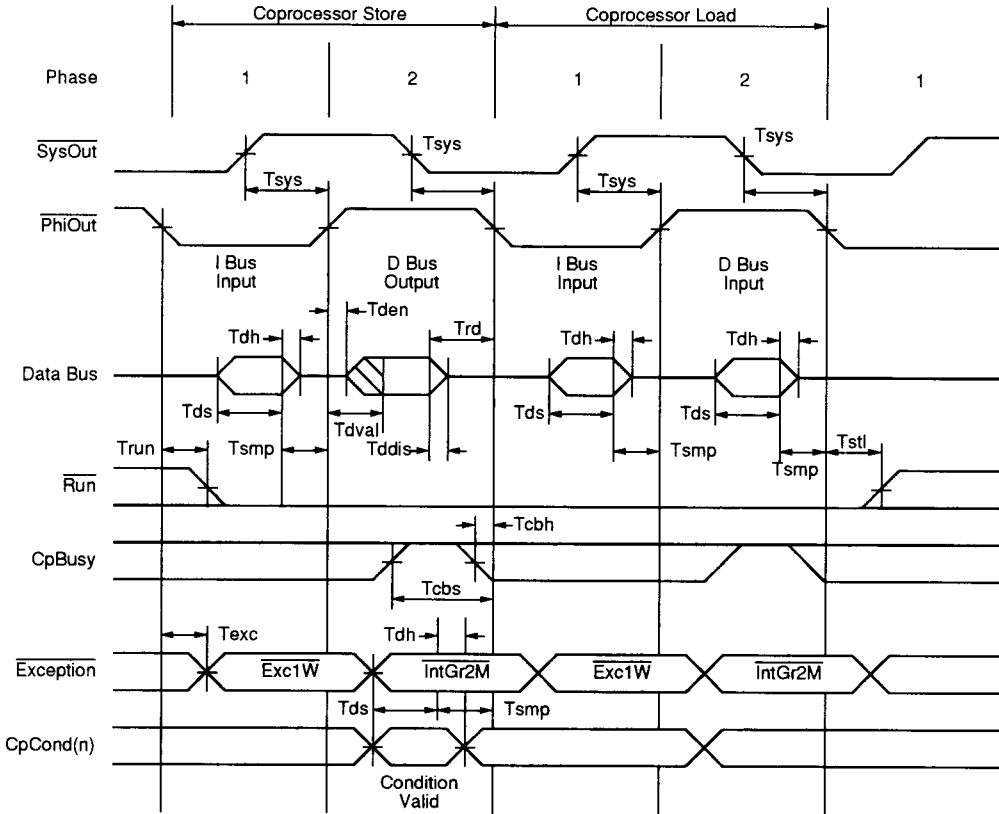 Coprocessor Store Coprocessor Load
Phase 1 2 1 2 1
SysOut Tsys Tsys Tsys Tsys
PhiOut
I Bus Input D Bus Output I Bus Input D Bus Input
Tden
Tdh Trd Tdh Tdh
Data Bus
Tds Tdval Tddis Tds Tds
Trun Tsmp Tsmp Tsmp Tstl
Run
Tcbh
CpBusy
Tcbs
Texc Tdh
Exception Exc1W IntGr2M Exc1W IntGr2M
Tds Tsmp
CpCond(n)
Condition
Valid